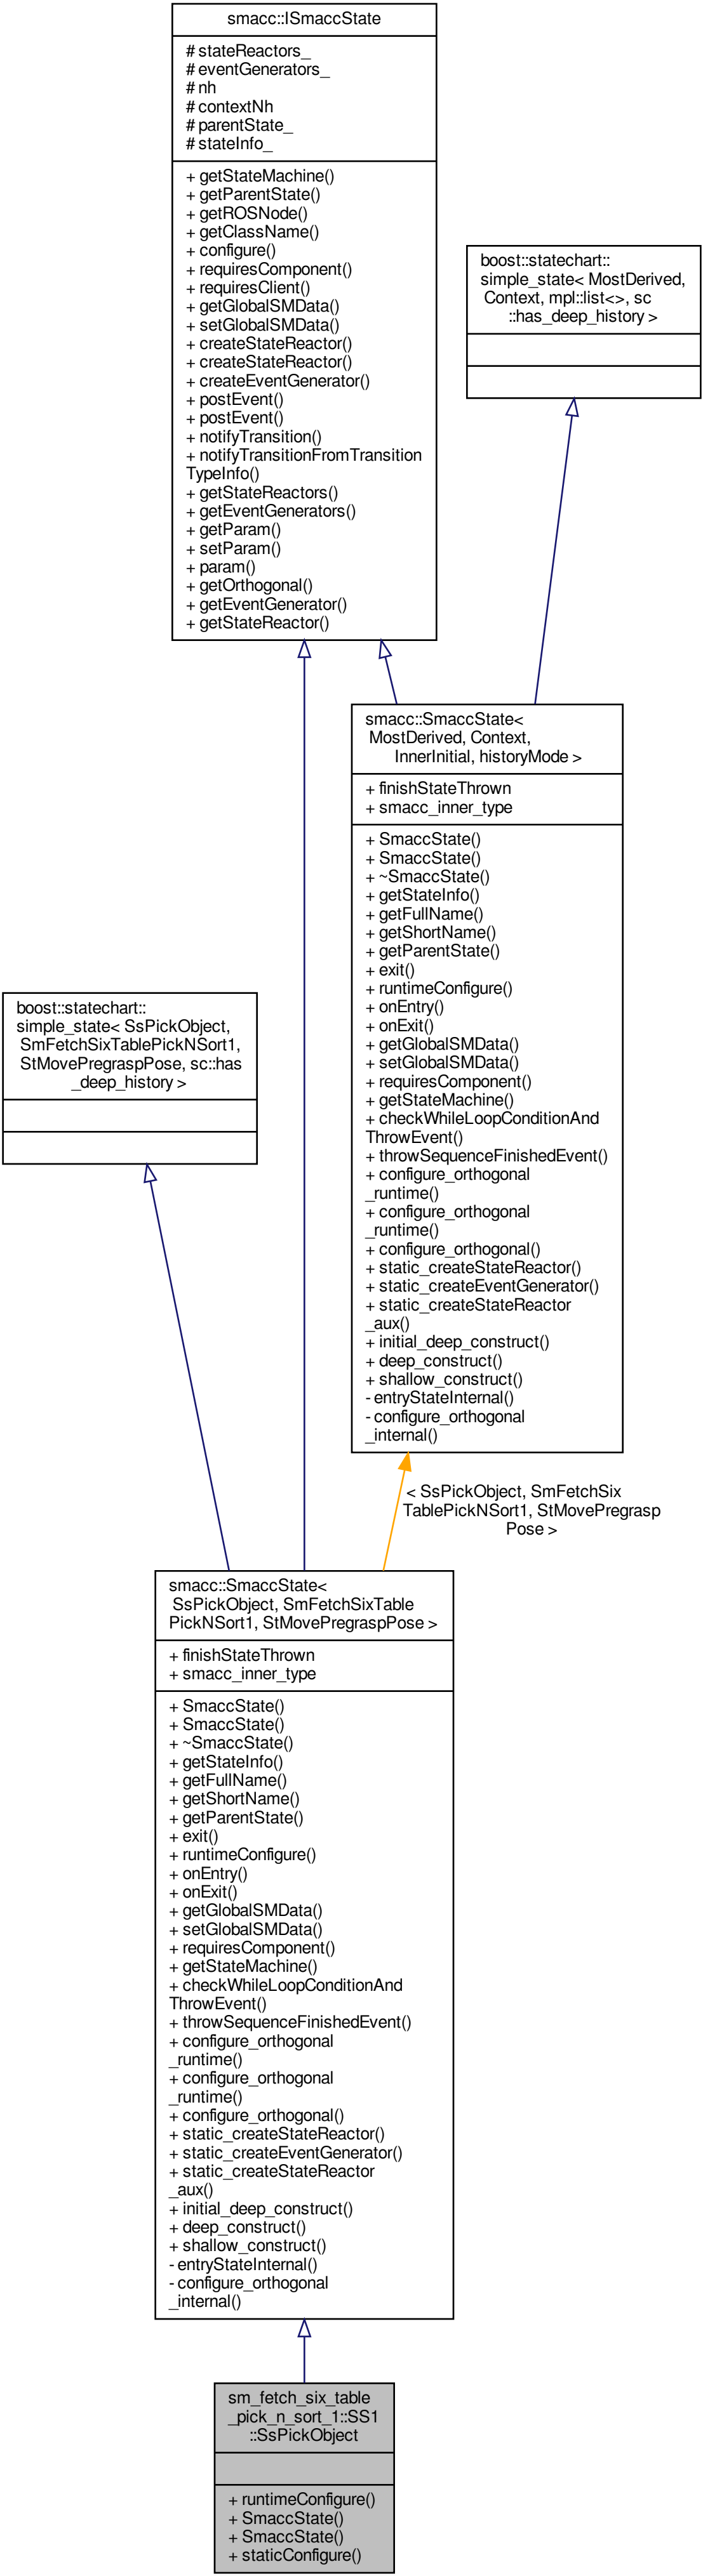 smacc::ISmaccState
# stateReactors_
# eventGenerators_
# nh
# contextNh
# parentState_
# stateInfo_
+ getStateMachine()
+ getParentState()
+ getROSNode()
+ getClassName()
+ configure()
+ requiresComponent()
+ requiresClient()
+ getGlobalSMData()
+ setGlobalSMData()
+ createStateReactor()
+ createStateReactor()
+ createEventGenerator()
+ postEvent()
+ postEvent()
+ notifyTransition()
+ notifyTransitionFromTransition
TypeInfo()
+ getStateReactors()
+ getEventGenerators()
+ getParam()
+ setParam()
+ param()
+ getOrthogonal()
+ getEventGenerator()
+ getStateReactor()
boost::statechart::
simple_state< MostDerived,
Context, mpl::list<>, sc
::has_deep_history >
smacc::SmaccState<
MostDerived, Context,
InnerInitial, historyMode >
+ finishStateThrown
+ smacc_inner_type
+ SmaccState()
+ SmaccState()
+ ~SmaccState()
+ getStateInfo()
+ getFullName()
+ getShortName()
+ getParentState()
+ exit()
+ runtimeConfigure()
+ onEntry()
+ onExit()
+ getGlobalSMData()
+ setGlobalSMData()
+ requiresComponent()
+ getStateMachine()
+ checkWhileLoopConditionAnd
ThrowEvent()
+ throwSequenceFinishedEvent()
+ configure_orthogonal
_runtime()
+ configure_orthogonal
_runtime()
+ configure_orthogonal()
+ static_createStateReactor()
+ static_createEventGenerator()
+ static_createStateReactor
_aux()
+ initial_deep_construct()
+ deep_construct()
+ shallow_construct()
- entryStateInternal()
- configure_orthogonal
_internal()
boost::statechart::
simple_state< SsPickObject,
SmFetchSixTablePickNSort1,
StMovePregraspPose, sc::has
_deep_history >
< SsPickObject, SmFetchSix
TablePickNSort1, StMovePregrasp
Pose >
smacc::SmaccState<
SsPickObject, SmFetchSixTable
PickNSort1, StMovePregraspPose >
+ finishStateThrown
+ smacc_inner_type
+ SmaccState()
+ SmaccState()
+ ~SmaccState()
+ getStateInfo()
+ getFullName()
+ getShortName()
+ getParentState()
+ exit()
+ runtimeConfigure()
+ onEntry()
+ onExit()
+ getGlobalSMData()
+ setGlobalSMData()
+ requiresComponent()
+ getStateMachine()
+ checkWhileLoopConditionAnd
ThrowEvent()
+ throwSequenceFinishedEvent()
+ configure_orthogonal
_runtime()
+ configure_orthogonal
_runtime()
+ configure_orthogonal()
+ static_createStateReactor()
+ static_createEventGenerator()
+ static_createStateReactor
_aux()
+ initial_deep_construct()
+ deep_construct()
+ shallow_construct()
- entryStateInternal()
- configure_orthogonal
_internal()
sm_fetch_six_table
_pick_n_sort_1::SS1
::SsPickObject
+ runtimeConfigure()
+ SmaccState()
+ SmaccState()
+ staticConfigure()